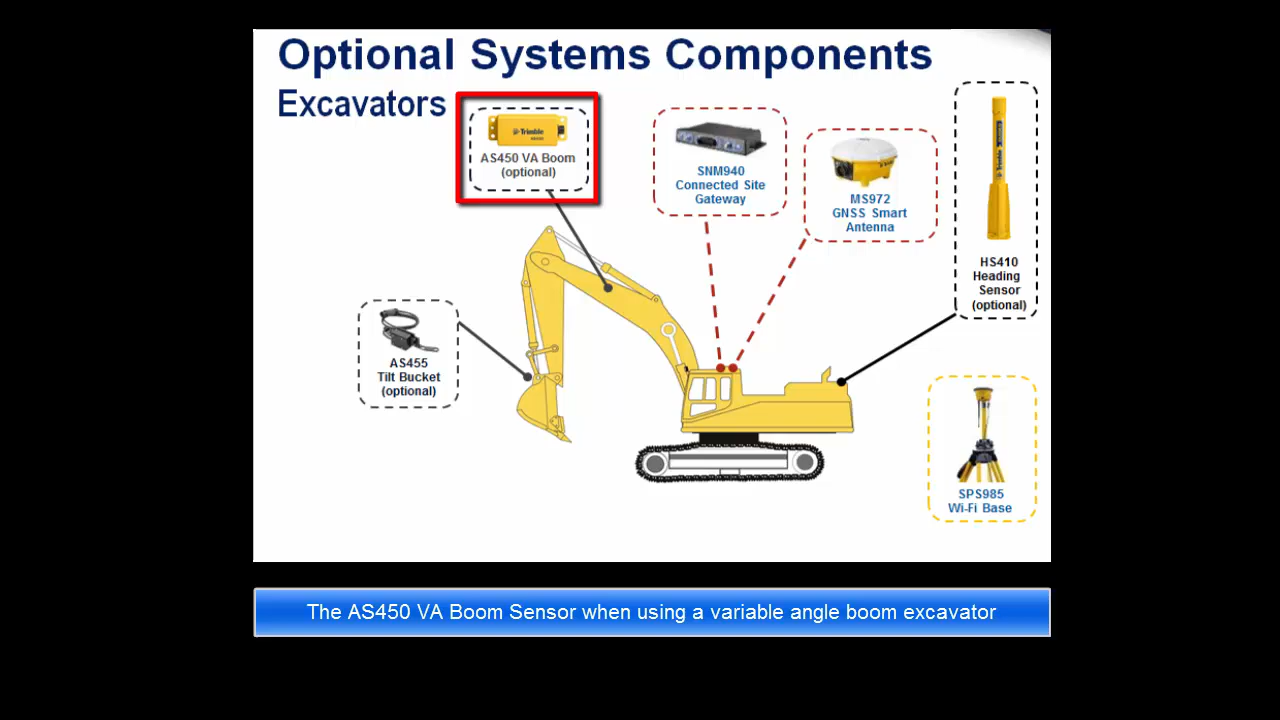 Optional Systems Components
Excavators
Trimble
AS450 VA Boom
(optional)
SNM940
Connected Site
Gateway
MS972
GNSS Smart
Antenna
Trimble
HS410
Heading
Sensor
(optional)
AS455
Tilt Bucket
(optional)
SPS985
Wi-Fi Base
The AS450 VA Boom Sensor when using a variable angle boom excavator